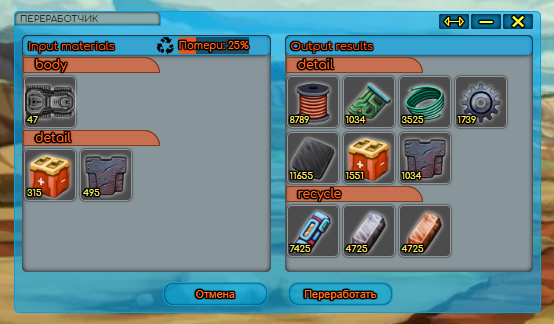 ПЕРЕРАБОТЧИК
Input materials
Потери: 25%
body
47
detail
315
495
Output results
detail
8789
1034
3525
1739
11655
1551
1034
recycle
7425
4725
4725
Отмена
Переработать